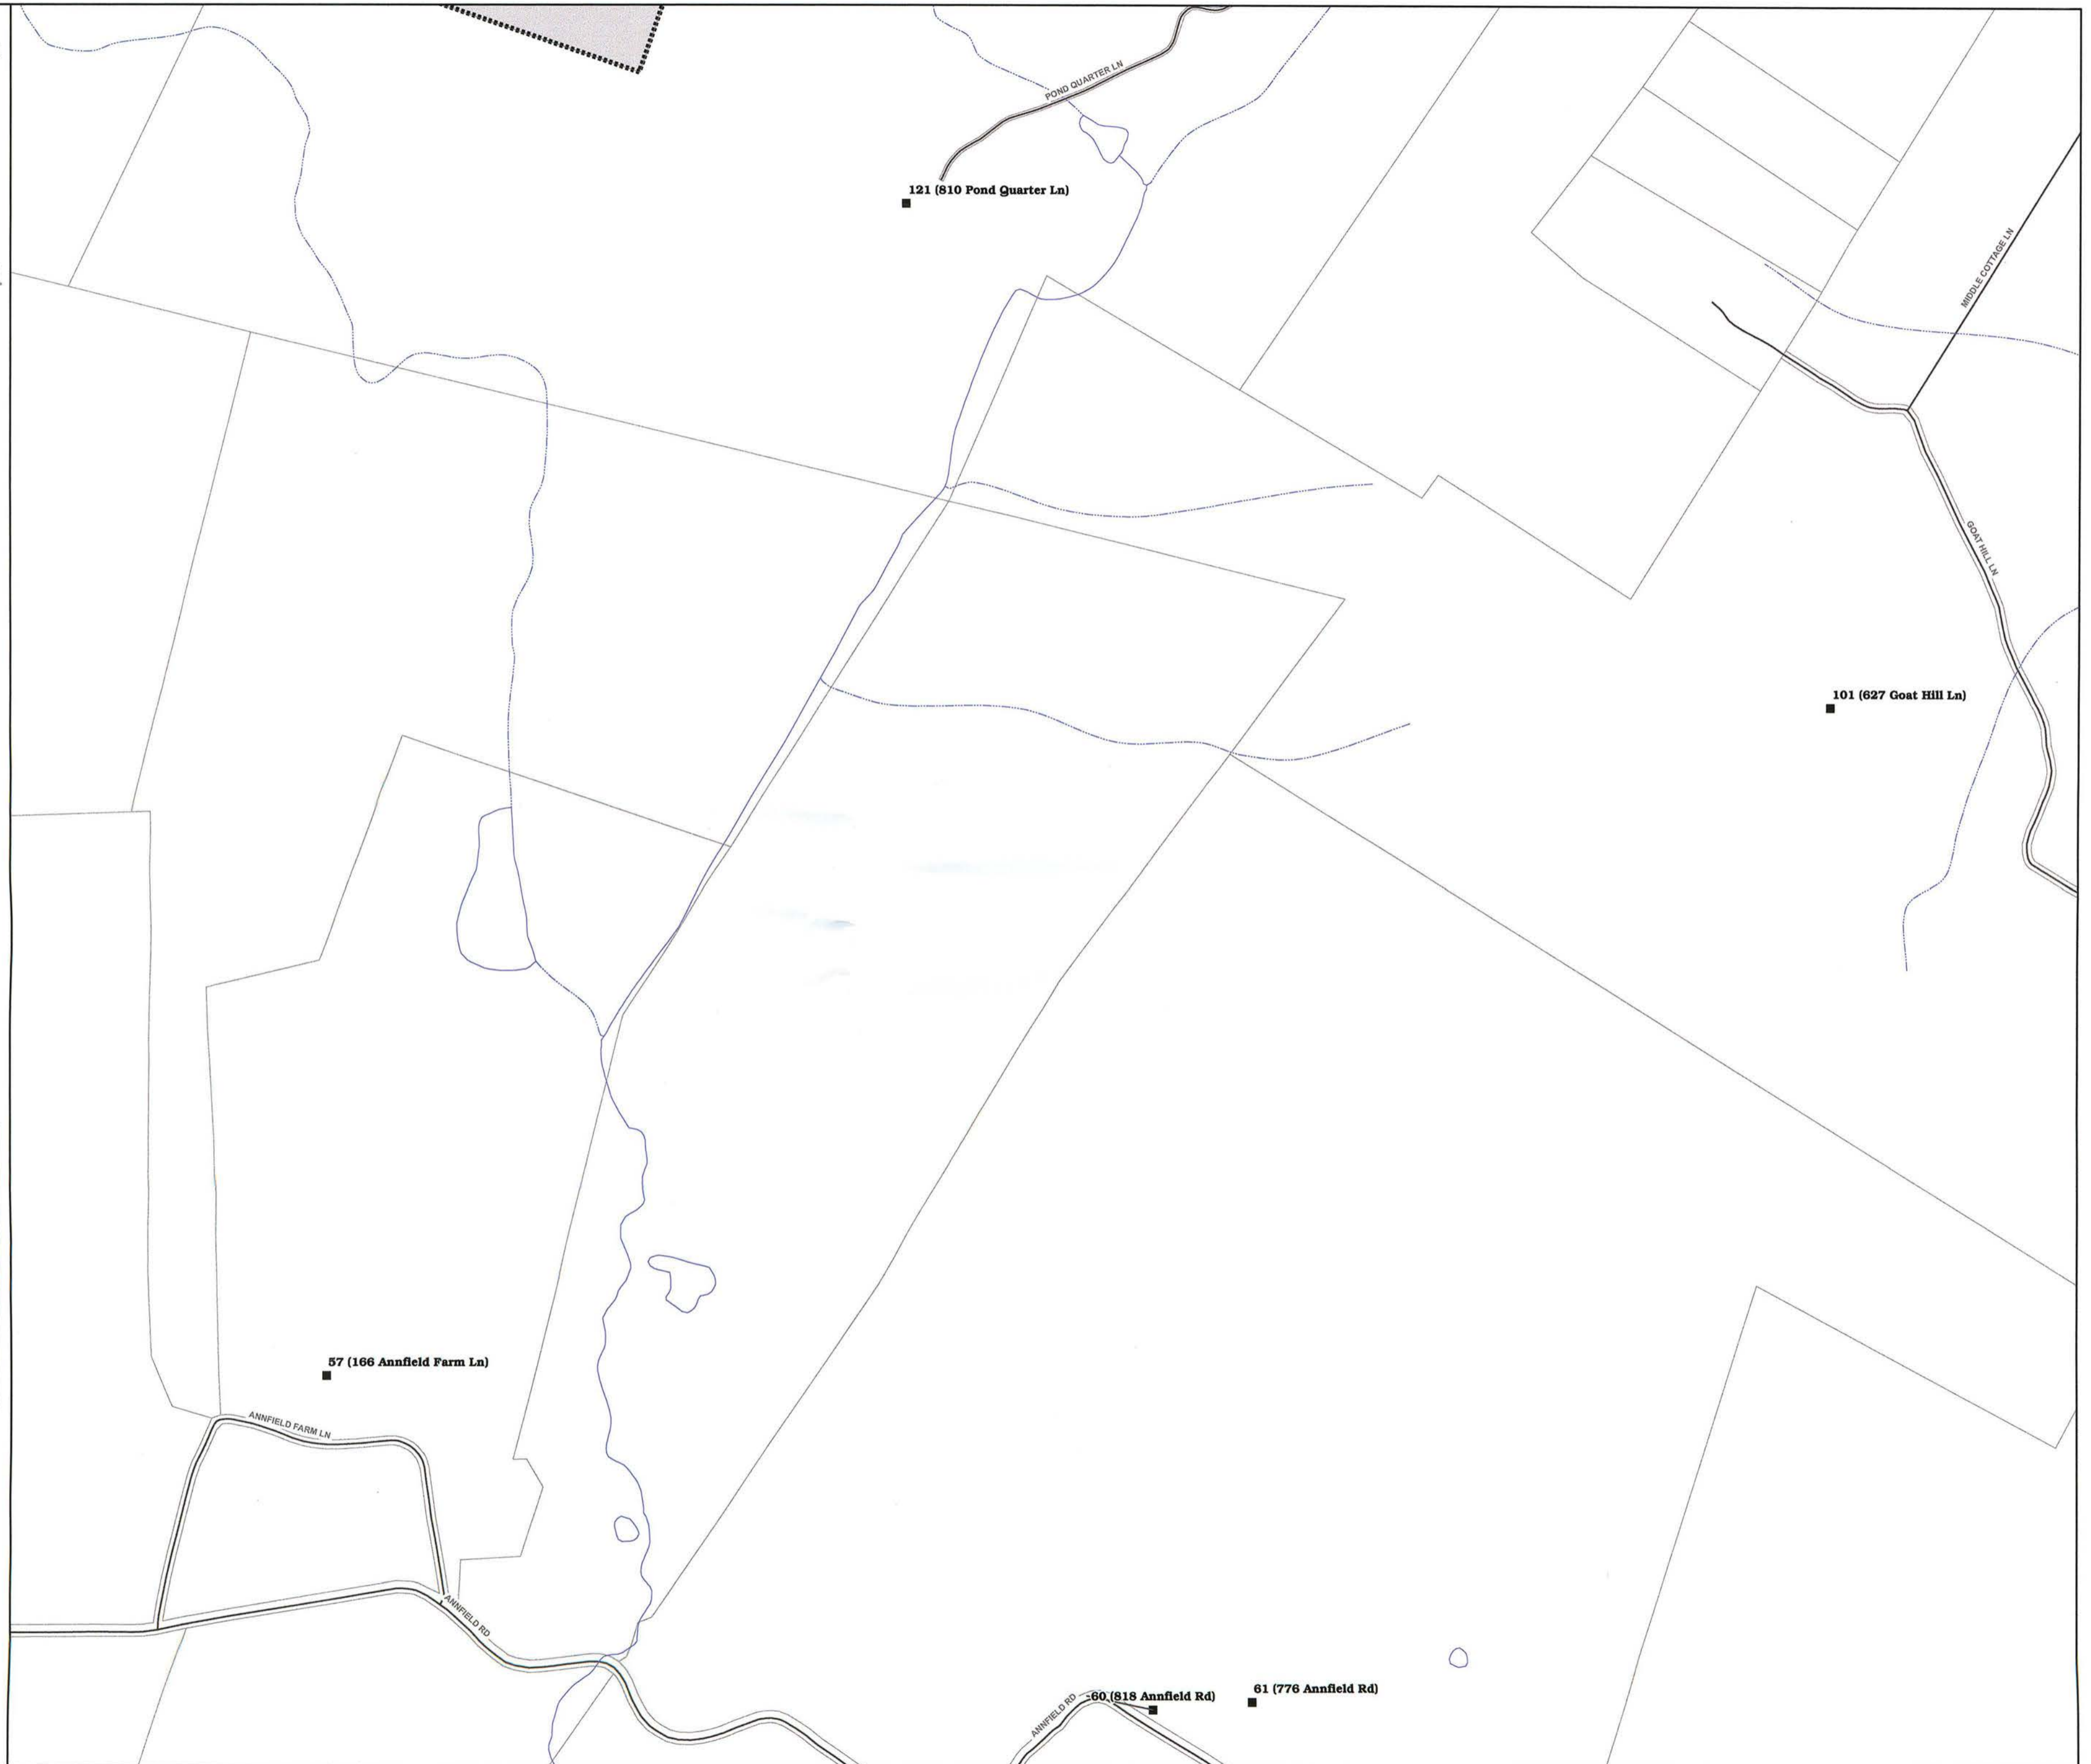 POND QUARTER LN
121 (810 Pond Quarter Ln)
MIDDLE COTTAGE LN
GOAT HILL LN
101 (627 Goat Hill Ln)
57 (166 Annfield Farm Ln)
ANNFIELD FARM LN
ANNFIELD RD
ANNFIELD RD
60 (818 Annfield Rd)
61 (776 Annfield Rd)